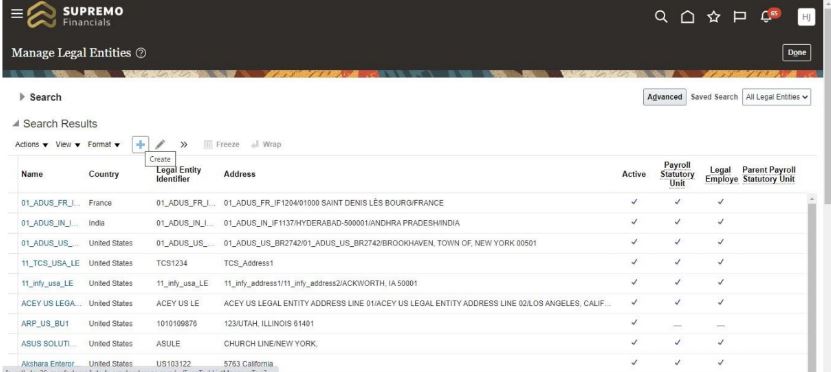 SUPREMO
Financials
65
HJ
Manage Legal Entities
Done
Search
Advanced Saved Search All Legal Entities
Search Results
Actions View Format Freeze Wrap
Create
Name Country Legal Entity Identifier Address Active Payroll Statutory Unit Legal Employe Parent Payroll Statutory Unit
01_ADUS_FR_I... France 01_ADUS_FR_I... 01_ADUS_FR_IF1204/01000 SAINT DENIS LÈS BOURG/FRANCE
01_ADUS_IN_I... India 01_ADUS_IN_I... 01_ADUS_IN_IF1137/HYDERABAD-500001/ANDHRA PRADESH/INDIA
01_ADUS_US_... United States 01_ADUS_US_... 01_ADUS_US_BR2742/01_ADUS_US_BR2742/BROOKHAVEN, TOWN OF, NEW YORK 00501
11_TCS_USA_LE United States TCS1234 TCS_Address1
11_infy_usa_LE United States 11_infy_usa_LE 11_infy_address1/11_infy_address2/ACKWORTH, IA 50001
ACEY US LEGA... United States ACEY US LE ACEY US LEGAL ENTITY ADDRESS LINE 01/ACEY US LEGAL ENTITY ADDRESS LINE 02/LOS ANGELES, CALIF...
ARP_US_BU1 United States 1010109876 123/UTAH, ILLINOIS 61401
ASUS SOLUTI... United States ASULE CHURCH LINE/NEW YORK,
Akshara Enterpr... United States US103122 5763 California